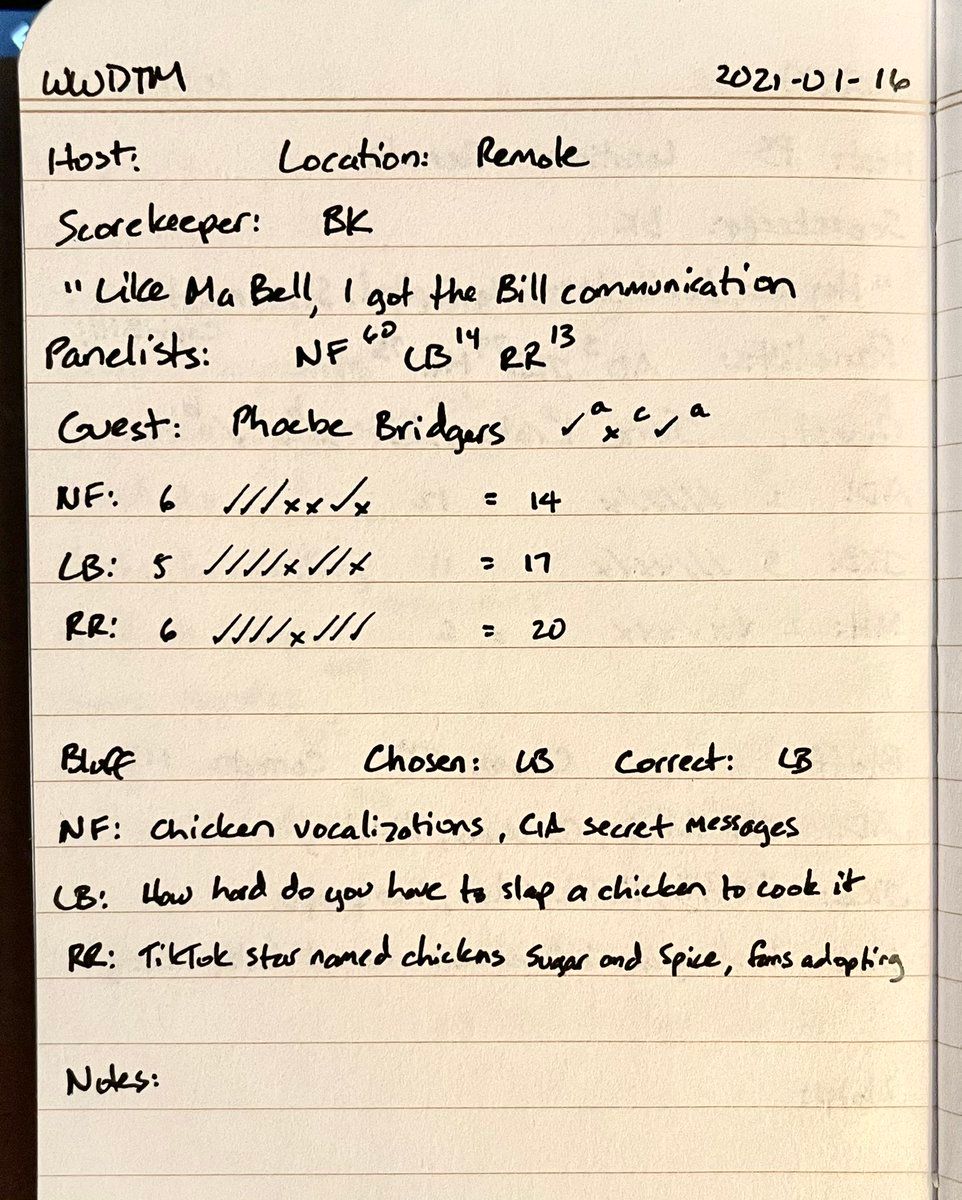 WWDTM 2021-01-16
Host: Location: Remote
Scorekeeper: BK
" Like Ma Bell, I got the Bill communication
Panelists: NF 60 LB 14 RR 13
Guest: Phoebe Bridgers ✓ a x c ✓ a
NF: 6 ✓✓✓xx✓x = 14
LB: 5 ✓✓✓✓x✓✓x = 17
RR: 6 ✓✓✓✓x✓✓✓ = 20
Bluff Chosen: LB Correct: LB
NF: Chicken vocalizations, CIA secret messages
LB: How hard do you have to slap a chicken to cook it
RR: TikTok star named chickens Sugar and Spice, fans adopting
Notes: